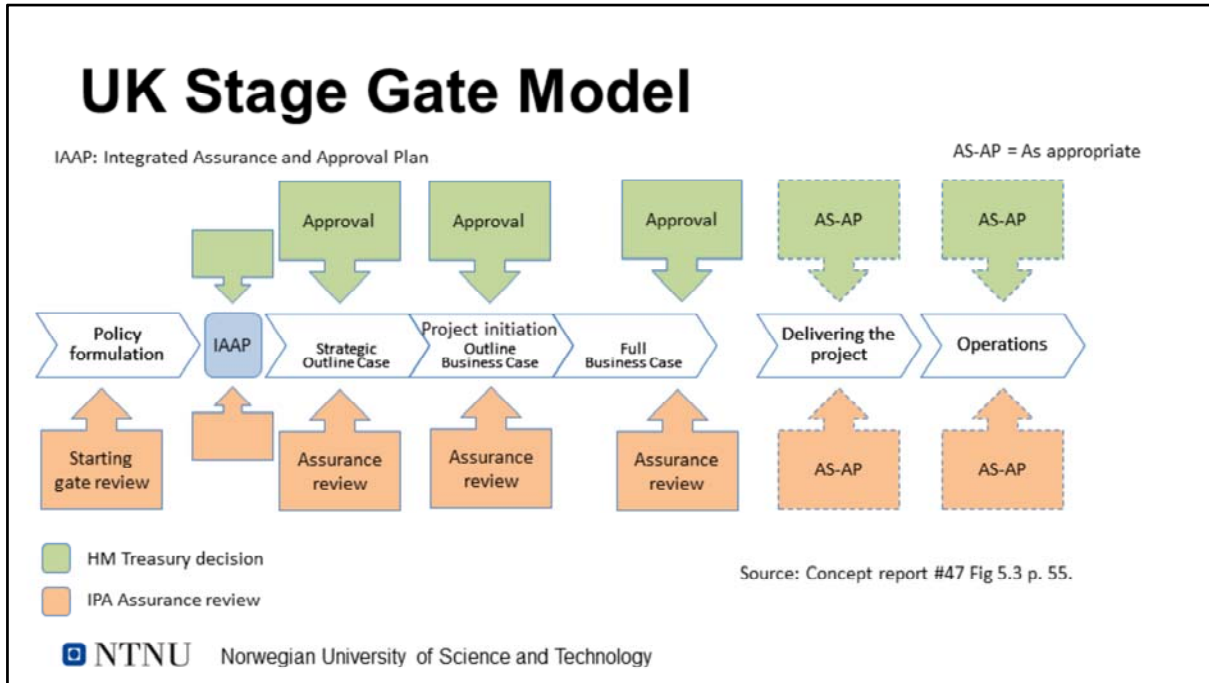 UK Stage Gate Model
IAAP: Integrated Assurance and Approval Plan
AS-AP = As appropriate
Approval
Approval
Approval
AS-AP
AS-AP
Policy
formulation
IAAP
Strategic
Outline Case
Project initiation
Outline
Business Case
Full
Business Case
Delivering the
project
Operations
Starting
gate review
Assurance
review
Assurance
review
Assurance
review
AS-AP
AS-AP
HM Treasury decision
IPA Assurance review
Source: Concept report #47 Fig 5.3 p. 55.
NTNU Norwegian University of Science and Technology